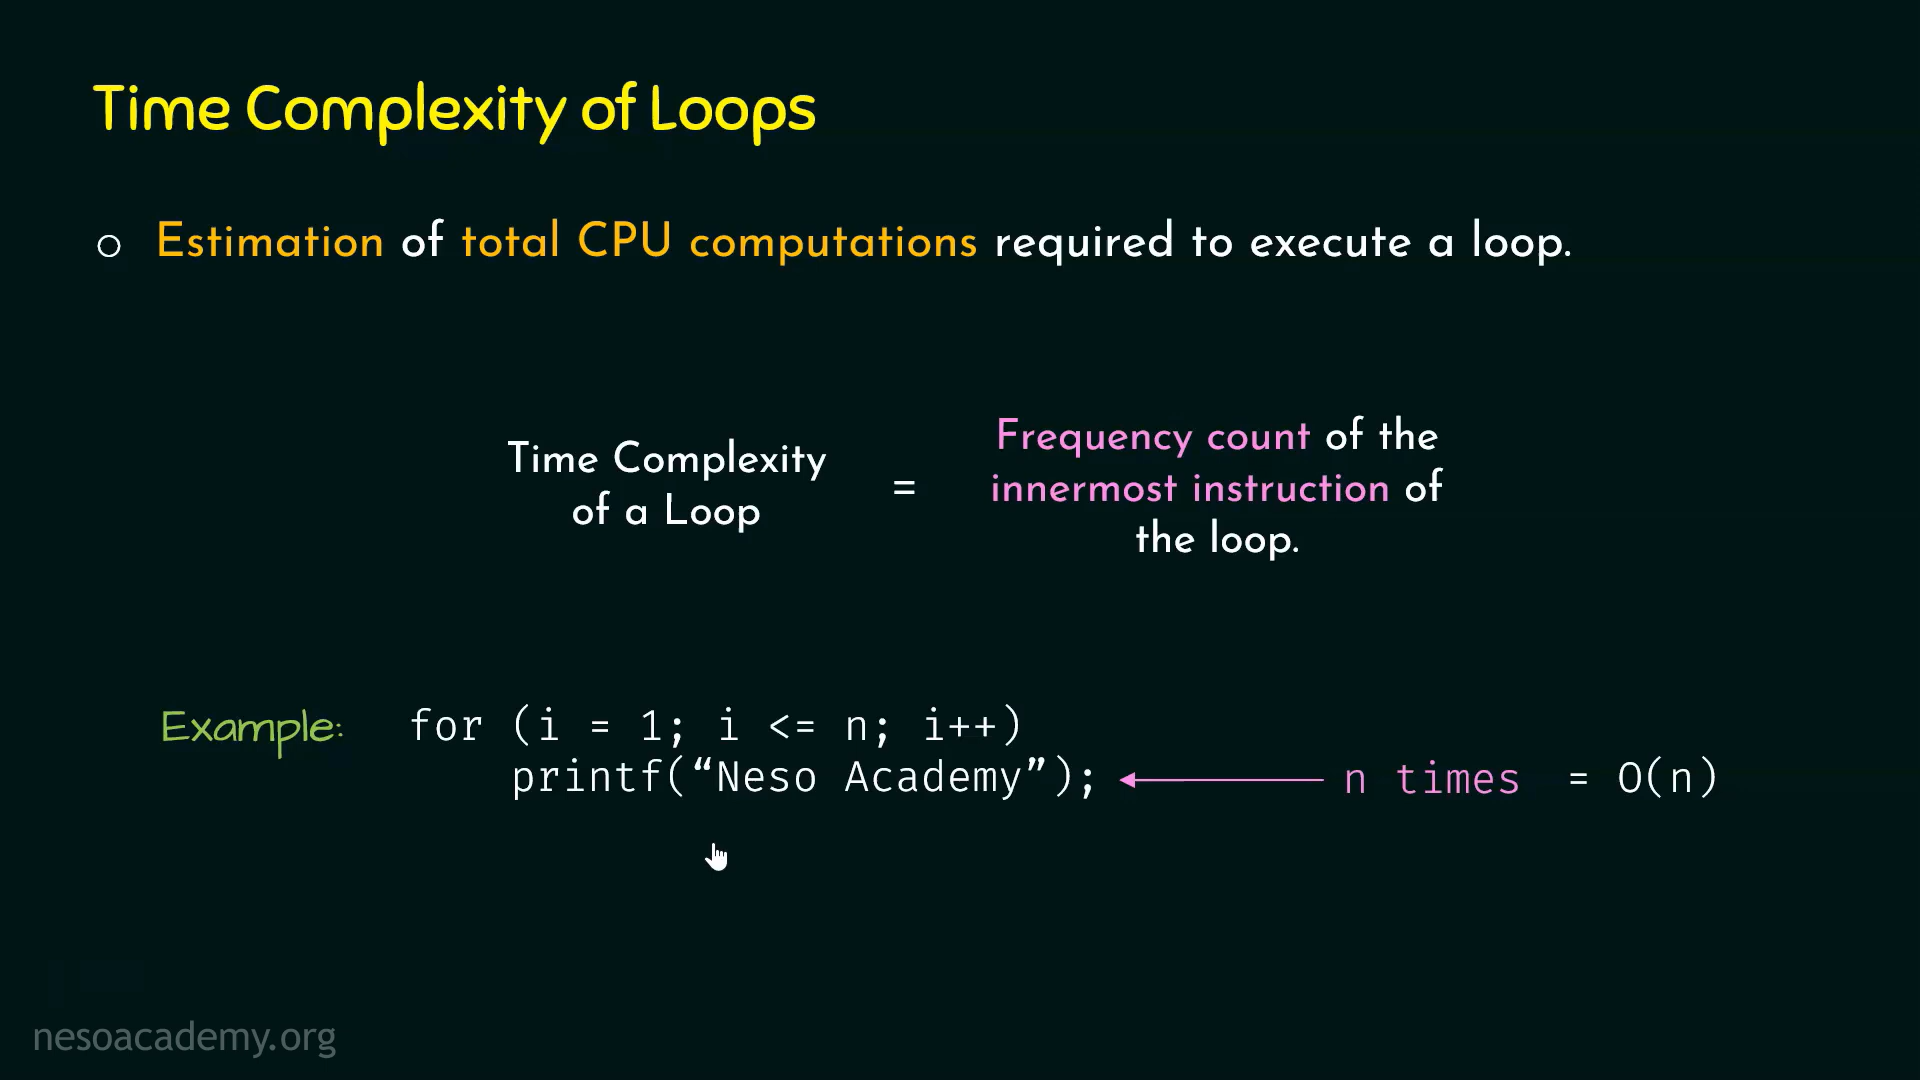 Time Complexity of Loops
○ Estimation of total CPU computations required to execute a loop.
Time Complexity
of a Loop
=
Frequency count of the
innermost instruction of
the loop.
Example:
for (i = 1; i <= n; i++)
printf(“Neso Academy”);
n times = O(n)
nesoacademy.org